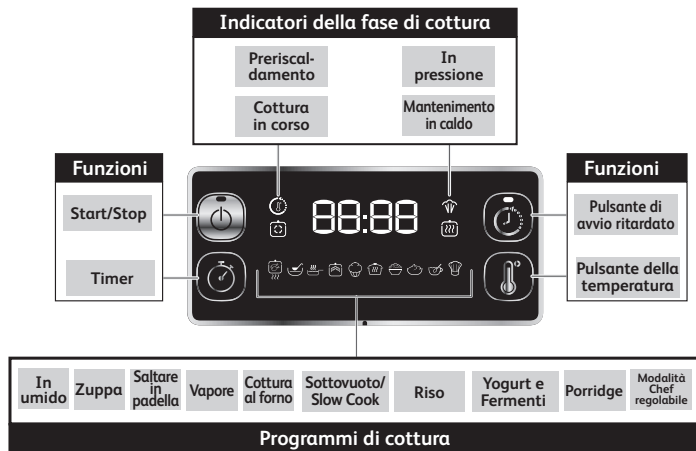 Indicatori della fase di cottura
Preriscal-
damento
In
pressione
Cottura
in corso
Mantenimento
in caldo
Funzioni
Start/Stop
Timer
88:88
Funzioni
Pulsante di
avvio ritardato
Pulsante della
temperatura
In
umido
Zuppa
Saltare
in
padella
Vapore
Cottura
al forno
Sottovuoto/
Slow Cook
Riso
Yogurt e
Fermenti
Porridge
Modalità
Chef
regolabile
Programmi di cottura